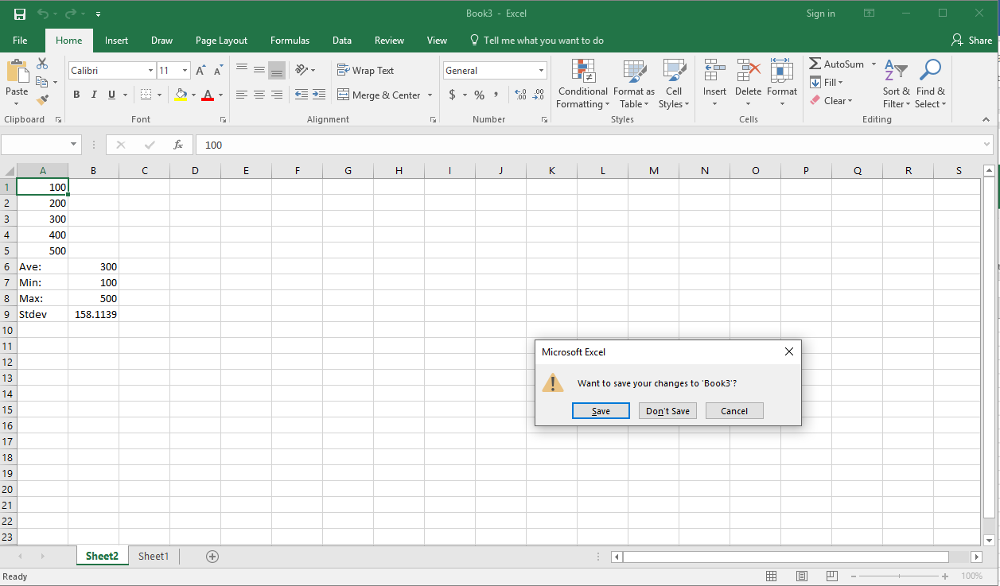 Book3 - Excel
Sign in
File Home Insert Draw Page Layout Formulas Data Review View Tell me what you want to do Share
Calibri 11 Wrap Text General AutoSum
Paste B I U Merge & Center $ % , Conditional Formatting Format as Table Cell Styles Insert Delete Format Fill Clear Sort & Filter Find & Select
Clipboard Font Alignment Number Styles Cells Editing
fx 100
A B C D E F G H I J K L M N O P Q R S
1 100
2 200
3 300
4 400
5 500
6 Ave: 300
7 Min: 100
8 Max: 500
9 Stdev 158.1139
10
11
12
13
14
15
16
17
18
19
20
21
22
23
Microsoft Excel
Want to save your changes to 'Book3'?
Save Don't Save Cancel
Sheet2 Sheet1
Ready 100%